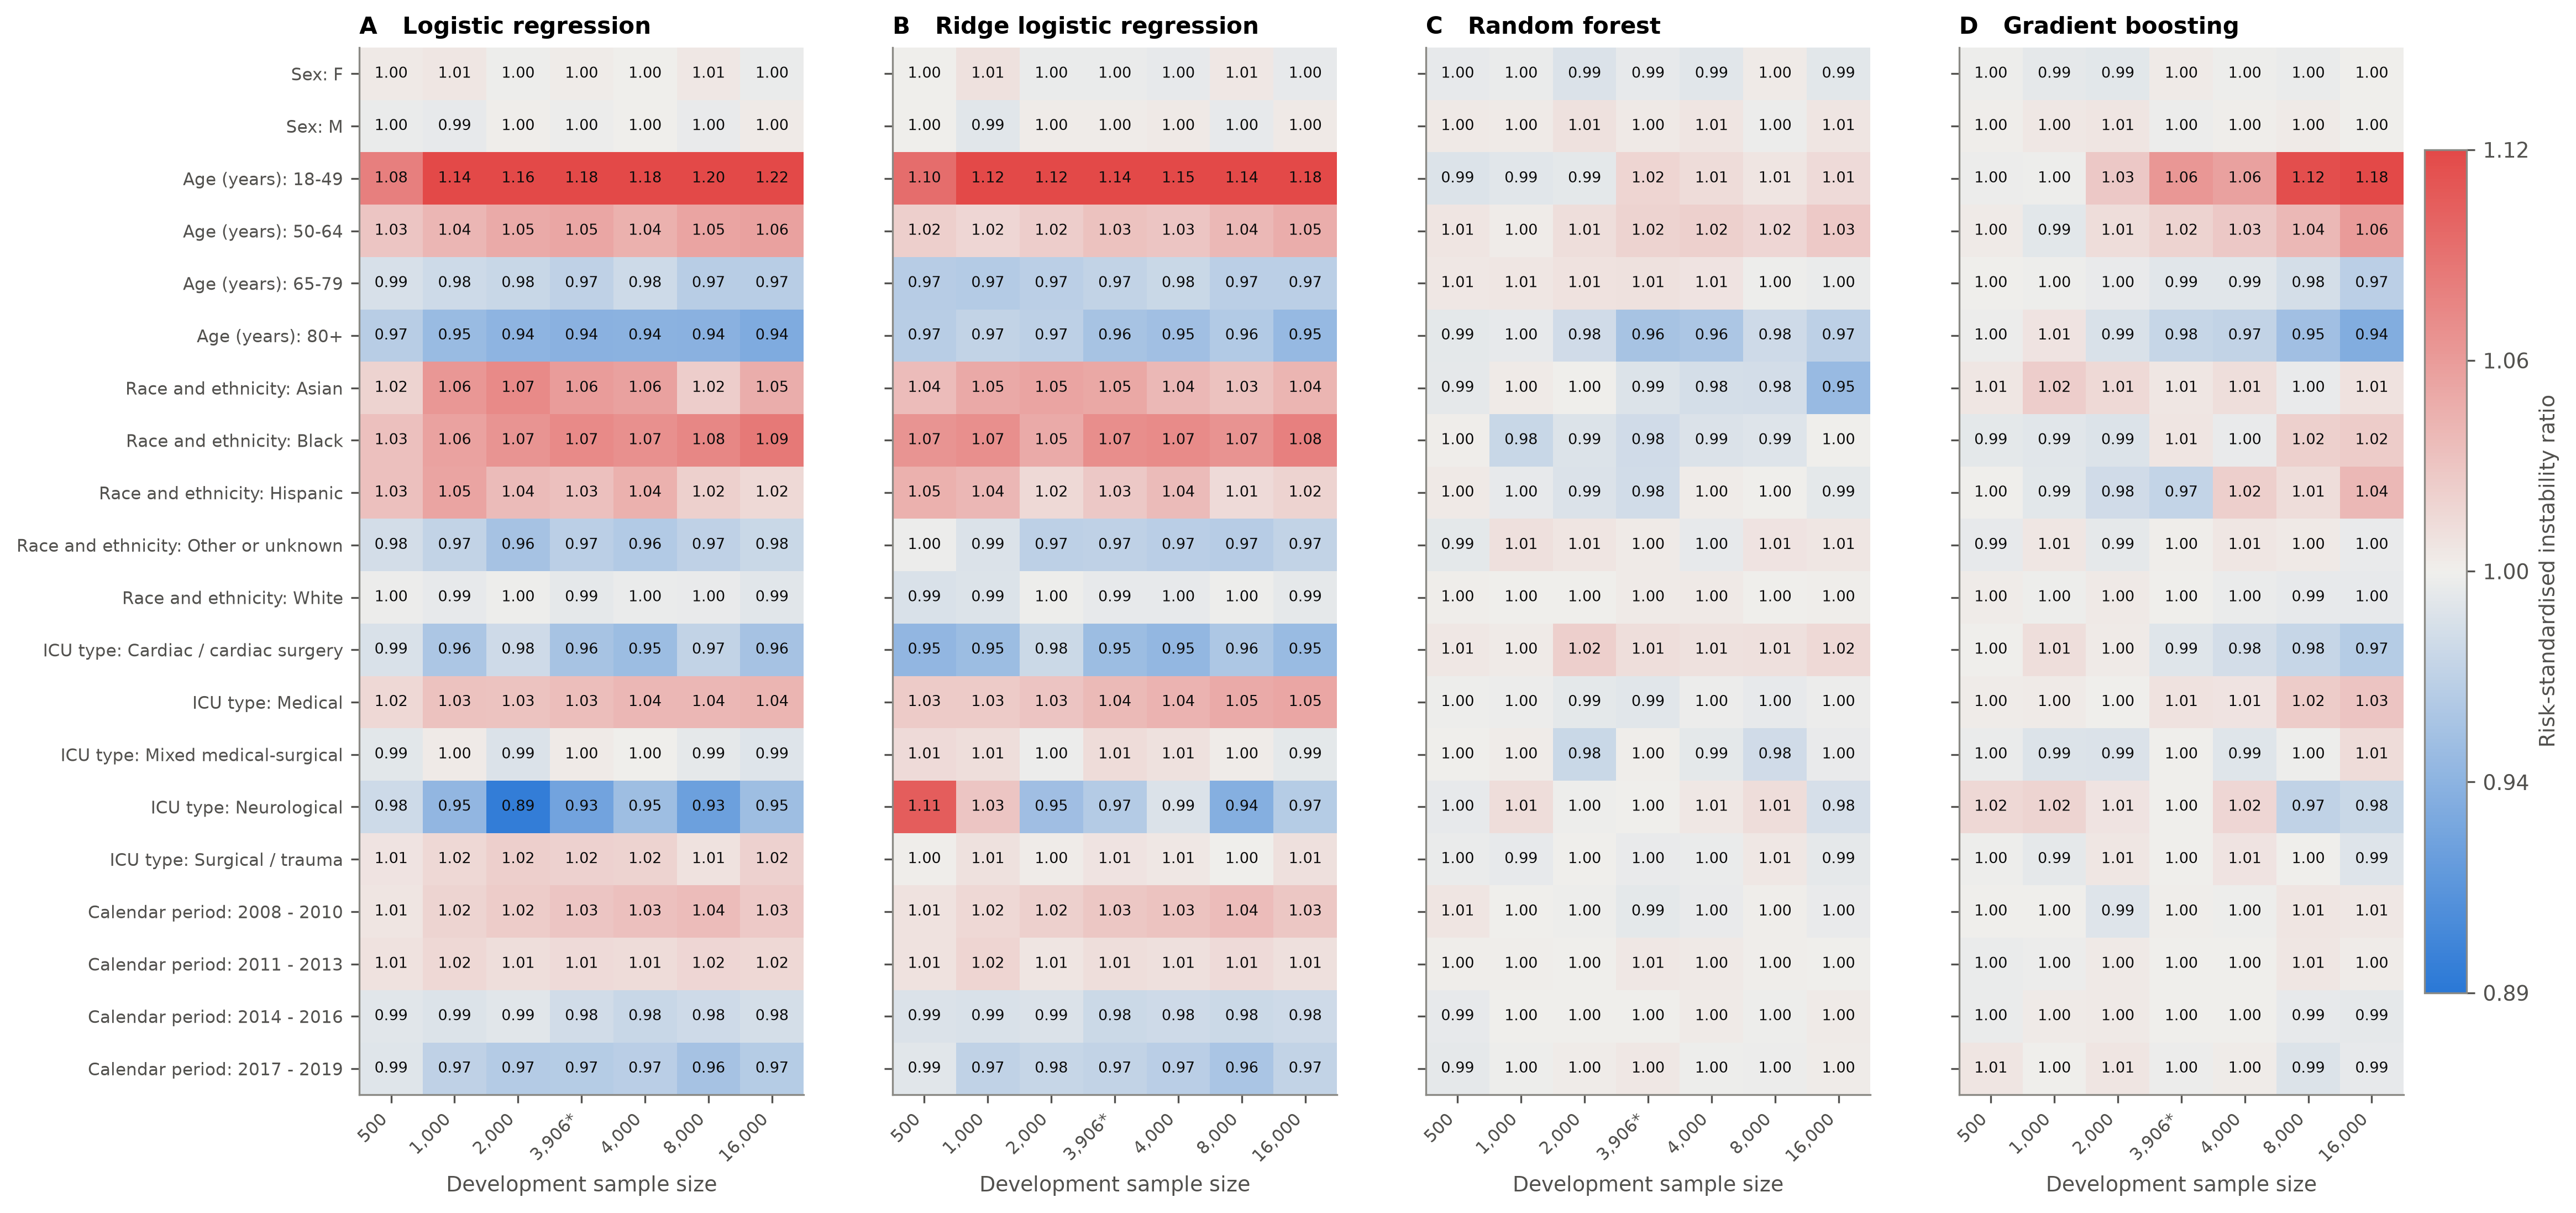 A Logistic regression
B Ridge logistic regression
C Random forest
D Gradient boosting
Sex: F 1.00 1.01 1.00 1.00 1.00 1.01 1.00 1.00 1.01 1.00 1.00 1.00 1.01 1.00 1.00 1.00 0.99 0.99 0.99 1.00 0.99 1.00 0.99 0.99 1.00 1.00 1.00 1.00
Sex: M 1.00 0.99 1.00 1.00 1.00 1.00 1.00 1.00 0.99 1.00 1.00 1.00 1.00 1.00 1.00 1.00 1.01 1.00 1.01 1.00 1.01 1.00 1.00 1.01 1.00 1.00 1.00 1.00
Age (years): 18-49 1.08 1.14 1.16 1.18 1.18 1.20 1.22 1.10 1.12 1.12 1.14 1.15 1.14 1.18 0.99 0.99 0.99 1.02 1.01 1.01 1.01 1.00 1.00 1.03 1.06 1.06 1.12 1.18
Age (years): 50-64 1.03 1.04 1.05 1.05 1.04 1.05 1.06 1.02 1.02 1.02 1.03 1.03 1.04 1.05 1.01 1.00 1.01 1.02 1.02 1.02 1.03 1.00 0.99 1.01 1.02 1.03 1.04 1.06
Age (years): 65-79 0.99 0.98 0.98 0.97 0.98 0.97 0.97 0.97 0.97 0.97 0.97 0.98 0.97 0.97 1.01 1.01 1.01 1.01 1.01 1.00 1.00 1.00 1.00 1.00 0.99 0.99 0.98 0.97
Age (years): 80+ 0.97 0.95 0.94 0.94 0.94 0.94 0.94 0.97 0.97 0.97 0.96 0.95 0.96 0.95 0.99 1.00 0.98 0.96 0.96 0.98 0.97 1.00 1.01 0.99 0.98 0.97 0.95 0.94
Race and ethnicity: Asian 1.02 1.06 1.07 1.06 1.06 1.02 1.05 1.04 1.05 1.05 1.05 1.04 1.03 1.04 0.99 1.00 1.00 0.99 0.98 0.98 0.95 1.01 1.02 1.01 1.01 1.01 1.00 1.01
Race and ethnicity: Black 1.03 1.06 1.07 1.07 1.07 1.08 1.09 1.07 1.07 1.05 1.07 1.07 1.07 1.08 1.00 0.98 0.99 0.98 0.99 0.99 1.00 0.99 0.99 0.99 1.01 1.00 1.02 1.02
Race and ethnicity: Hispanic 1.03 1.05 1.04 1.03 1.04 1.02 1.02 1.05 1.04 1.02 1.03 1.04 1.01 1.02 1.00 1.00 0.99 0.98 1.00 1.00 0.99 1.00 0.99 0.98 0.97 1.02 1.01 1.04
Race and ethnicity: Other or unknown 0.98 0.97 0.96 0.97 0.96 0.97 0.98 1.00 0.99 0.97 0.97 0.97 0.97 0.97 0.99 1.01 1.01 1.00 1.00 1.01 1.01 0.99 1.01 0.99 1.00 1.01 1.00 1.00
Race and ethnicity: White 1.00 0.99 1.00 0.99 1.00 1.00 0.99 0.99 0.99 1.00 0.99 1.00 1.00 0.99 1.00 1.00 1.00 1.00 1.00 1.00 1.00 1.00 1.00 1.00 1.00 1.00 0.99 1.00
ICU type: Cardiac / cardiac surgery 0.99 0.96 0.98 0.96 0.95 0.97 0.96 0.95 0.95 0.98 0.95 0.95 0.96 0.95 1.01 1.00 1.02 1.01 1.01 1.01 1.02 1.00 1.01 1.00 0.99 0.98 0.98 0.97
ICU type: Medical 1.02 1.03 1.03 1.03 1.04 1.04 1.04 1.03 1.03 1.03 1.04 1.04 1.05 1.05 1.00 1.00 0.99 0.99 1.00 1.00 1.00 1.00 1.00 1.00 1.01 1.01 1.02 1.03
ICU type: Mixed medical-surgical 0.99 1.00 0.99 1.00 1.00 0.99 0.99 1.01 1.01 1.00 1.01 1.01 1.00 0.99 1.00 1.00 0.98 1.00 0.99 0.98 1.00 1.00 0.99 0.99 1.00 0.99 1.00 1.01
ICU type: Neurological 0.98 0.95 0.89 0.93 0.95 0.93 0.95 1.11 1.03 0.95 0.97 0.99 0.94 0.97 1.00 1.01 1.00 1.00 1.01 1.01 0.98 1.02 1.02 1.01 1.00 1.02 0.97 0.98
ICU type: Surgical / trauma 1.01 1.02 1.02 1.02 1.02 1.01 1.02 1.00 1.01 1.00 1.01 1.01 1.00 1.01 1.00 0.99 1.00 1.00 1.00 1.01 0.99 1.00 0.99 1.01 1.00 1.01 1.00 0.99
Calendar period: 2008 - 2010 1.01 1.02 1.02 1.03 1.03 1.04 1.03 1.01 1.02 1.02 1.03 1.03 1.04 1.03 1.01 1.00 1.00 0.99 1.00 1.00 1.00 1.00 1.00 0.99 1.00 1.00 1.01 1.01
Calendar period: 2011 - 2013 1.01 1.02 1.01 1.01 1.01 1.02 1.02 1.01 1.02 1.01 1.01 1.01 1.01 1.01 1.00 1.00 1.00 1.01 1.00 1.00 1.00 1.00 1.00 1.00 1.00 1.00 1.01 1.00
Calendar period: 2014 - 2016 0.99 0.99 0.99 0.98 0.98 0.98 0.98 0.99 0.99 0.99 0.98 0.98 0.98 0.98 0.99 1.00 1.00 1.00 1.00 1.00 1.00 1.00 1.00 1.00 1.00 1.00 0.99 0.99
Calendar period: 2017 - 2019 0.99 0.97 0.97 0.97 0.97 0.96 0.97 0.99 0.97 0.98 0.97 0.97 0.96 0.97 0.99 1.00 1.00 1.00 1.00 1.00 1.00 1.01 1.00 1.01 1.00 1.00 0.99 0.99
500 1,000 2,000 3,906* 4,000 8,000 16,000
500 1,000 2,000 3,906* 4,000 8,000 16,000
500 1,000 2,000 3,906* 4,000 8,000 16,000
500 1,000 2,000 3,906* 4,000 8,000 16,000
Development sample size
Development sample size
Development sample size
Development sample size
1.12
1.06
1.00
0.94
0.89
Risk-standardised instability ratio